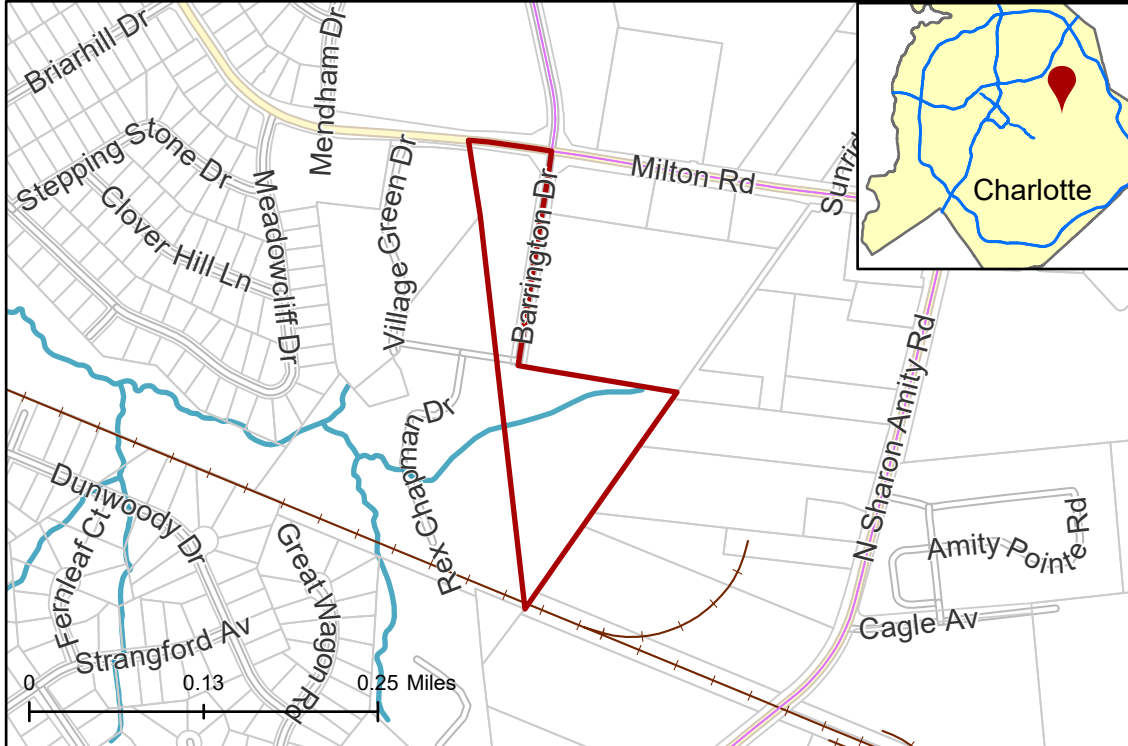 Briarhill Dr
Mendham Dr
Stepping Stone Dr
Clover Hill Ln
Meadowcliff Dr
Village Green Dr
Barrington Dr
Milton Rd
Sunrid
Charlotte
N Sharon Amity Rd
Rex Chapman Dr
Dunwoody Dr
Fernleaf Ct
Great Wagon Rd
Strangford Av
Amity Pointe Rd
Cagle Av
0 0.13 0.25 Miles